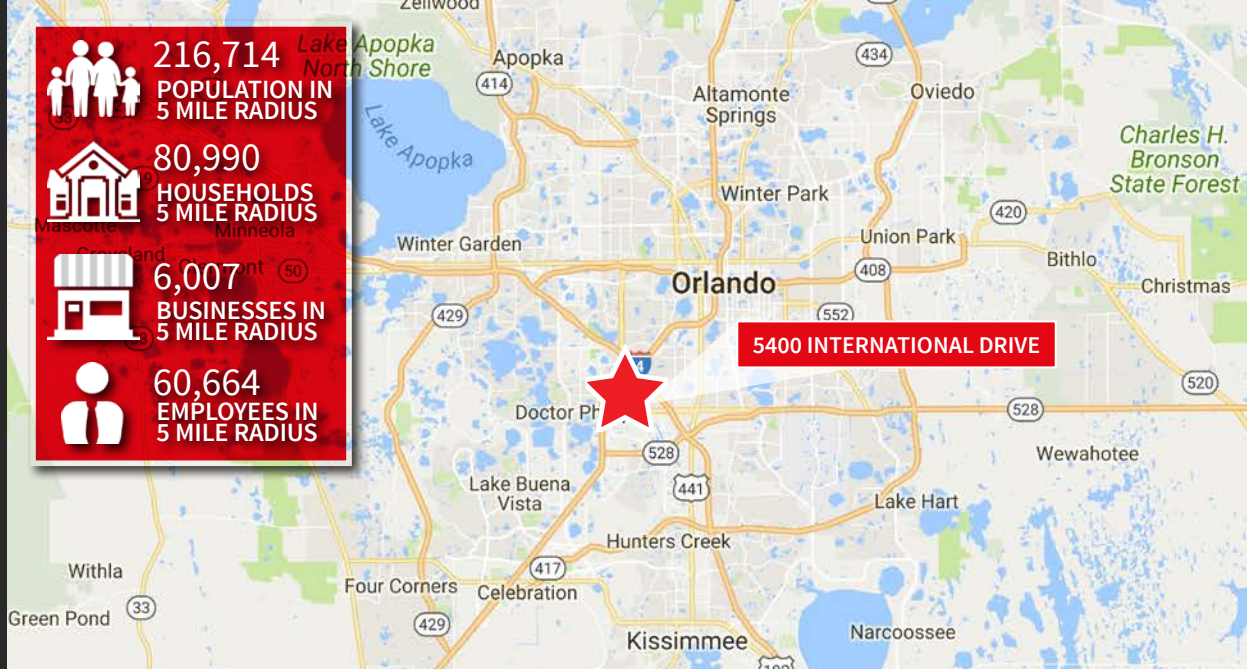 216,714
POPULATION IN
5 MILE RADIUS
80,990
HOUSEHOLDS
5 MILE RADIUS
6,007
BUSINESSES IN
5 MILE RADIUS
60,664
EMPLOYEES IN
5 MILE RADIUS
Zellwood
Lake Apopka
North Shore
Apopka
414
434
Altamonte
Springs
Oviedo
Lake Apopka
Charles H.
Bronson
State Forest
Winter Park
420
Mascotte
Minneola
Winter Garden
Union Park
Bithlo
50
408
Orlando
Christmas
429
552
5400 INTERNATIONAL DRIVE
4
520
Doctor Ph
528
528
Wewahotee
441
Lake Buena
Vista
Lake Hart
Hunters Creek
417
Withla
Four Corners
Celebration
33
Green Pond
429
Kissimmee
Narcoossee